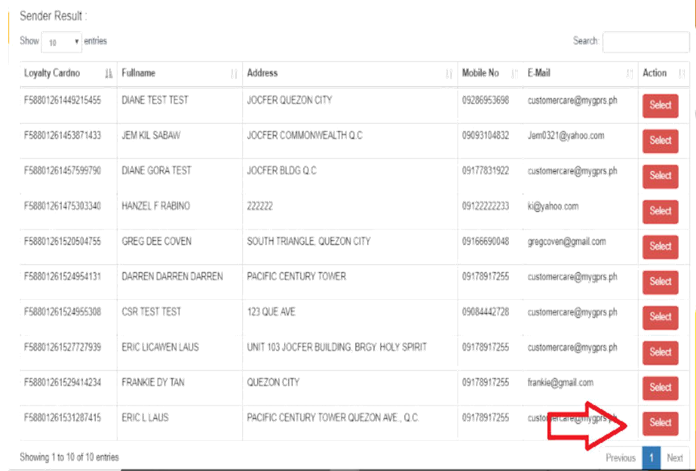 Sender Result :
Show 10 entries Search:
Loyalty Cardno Fullname Address Mobile No E-Mail Action
F58801261449215455 DIANE TEST TEST JOCFER QUEZON CITY 09286953698 customercare@mygprs.ph Select
F58801261453871433 JEM KIL SABAW JOCFER COMMONWEALTH Q.C 09093104832 Jem0321@yahoo.com Select
F58801261457599790 DIANE GORA TEST JOCFER BLDG Q.C 09177831922 customercare@mygprs.ph Select
F58801261475303340 HANZEL F RABINO 222222 09122222233 ki@yahoo.com Select
F58801261520504755 GREG DEE COVEN SOUTH TRIANGLE, QUEZON CITY 09166690048 gregcoven@gmail.com Select
F58801261524954131 DARREN DARREN DARREN PACIFIC CENTURY TOWER 09178917255 customercare@mygprs.ph Select
F58801261524955308 CSR TEST TEST 123 QUE AVE 09084442728 customercare@mygprs.ph Select
F58801261527727939 ERIC LICAWEN LAUS UNIT 103 JOCFER BUILDING. BRGY HOLY SPIRIT 09178917255 customercare@mygprs.ph Select
F58801261529414234 FRANKIE DY TAN QUEZON CITY 09178917255 frankie@gmail.com Select
F58801261531287415 ERIC L LAUS PACIFIC CENTURY TOWER QUEZON AVE., Q.C. 09178917255 customercare@mygprs.ph Select
Showing 1 to 10 of 10 entries Previous 1 Next